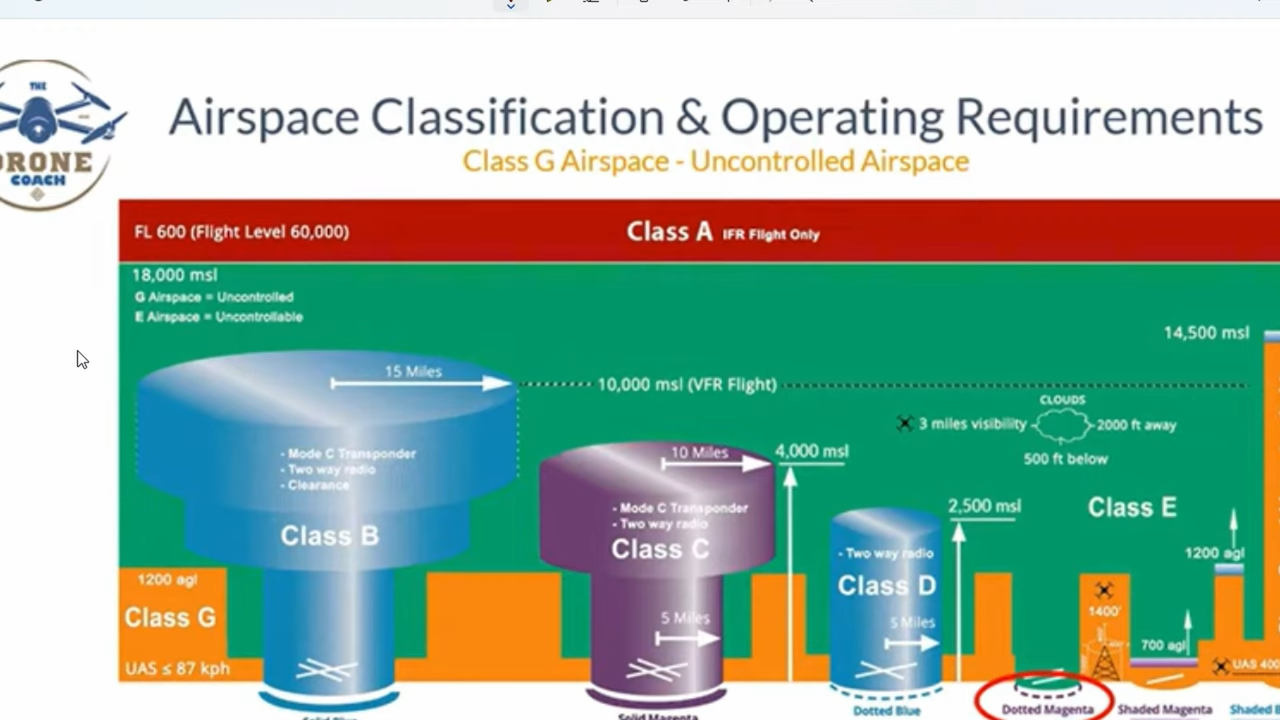 THE
DRONE
COACH
Airspace Classification & Operating Requirements
Class G Airspace - Uncontrolled Airspace
FL 600 (Flight Level 60,000)
Class A IFR Flight Only
18,000 msl
G Airspace = Uncontrolled
E Airspace = Uncontrollable
14,500 msl
15 Miles
10,000 msl (VFR Flight)
CLOUDS
3 miles visibility
2000 ft away
500 ft below
- Mode C Transponder
- Two way radio
- Clearance
Class B
10 Miles
4,000 msl
- Mode C Transponder
- Two way radio
Class C
2,500 msl
- Two way radio
Class D
Class E
1200 agl
1200 agl
Class G
1400'
5 Miles
5 Miles
700 agl
UAS ≤ 87 kph
UAS 400
Solid Blue
Solid Magenta
Dotted Blue
Dotted Magenta
Shaded Magenta
Shaded